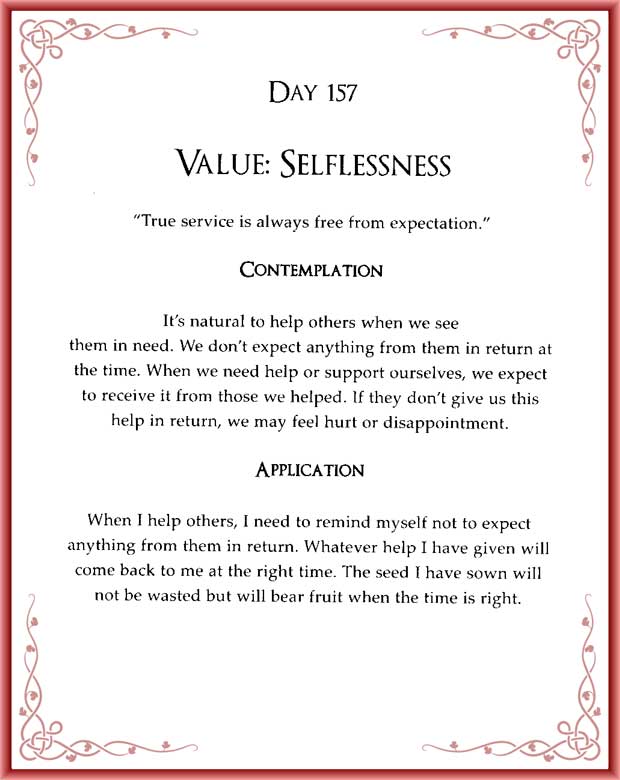 Day 157
Value: Selflessness
"True service is always free from expectation."
Contemplation
It's natural to help others when we see
them in need. We don't expect anything from them in return at
the time. When we need help or support ourselves, we expect
to receive it from those we helped. If they don't give us this
help in return, we may feel hurt or disappointment.
Application
When I help others, I need to remind myself not to expect
anything from them in return. Whatever help I have given will
come back to me at the right time. The seed I have sown will
not be wasted but will bear fruit when the time is right.